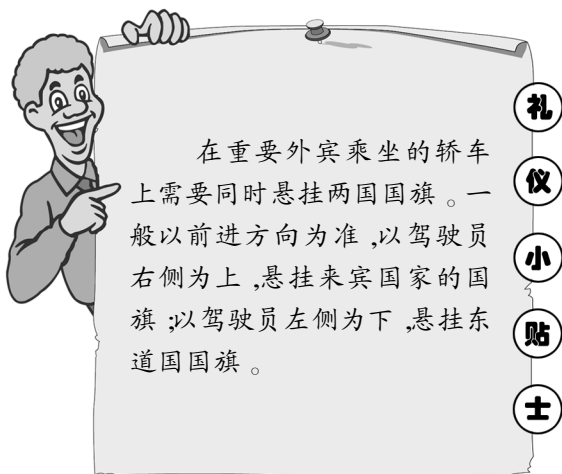 在重要外宾乘坐的轿车
上需要同时悬挂两国国旗。一
般以前进方向为准,以驾驶员
右侧为上,悬挂来宾国家的国
旗;以驾驶员左侧为下,悬挂东
道国国旗。
礼
仪
小
贴
士